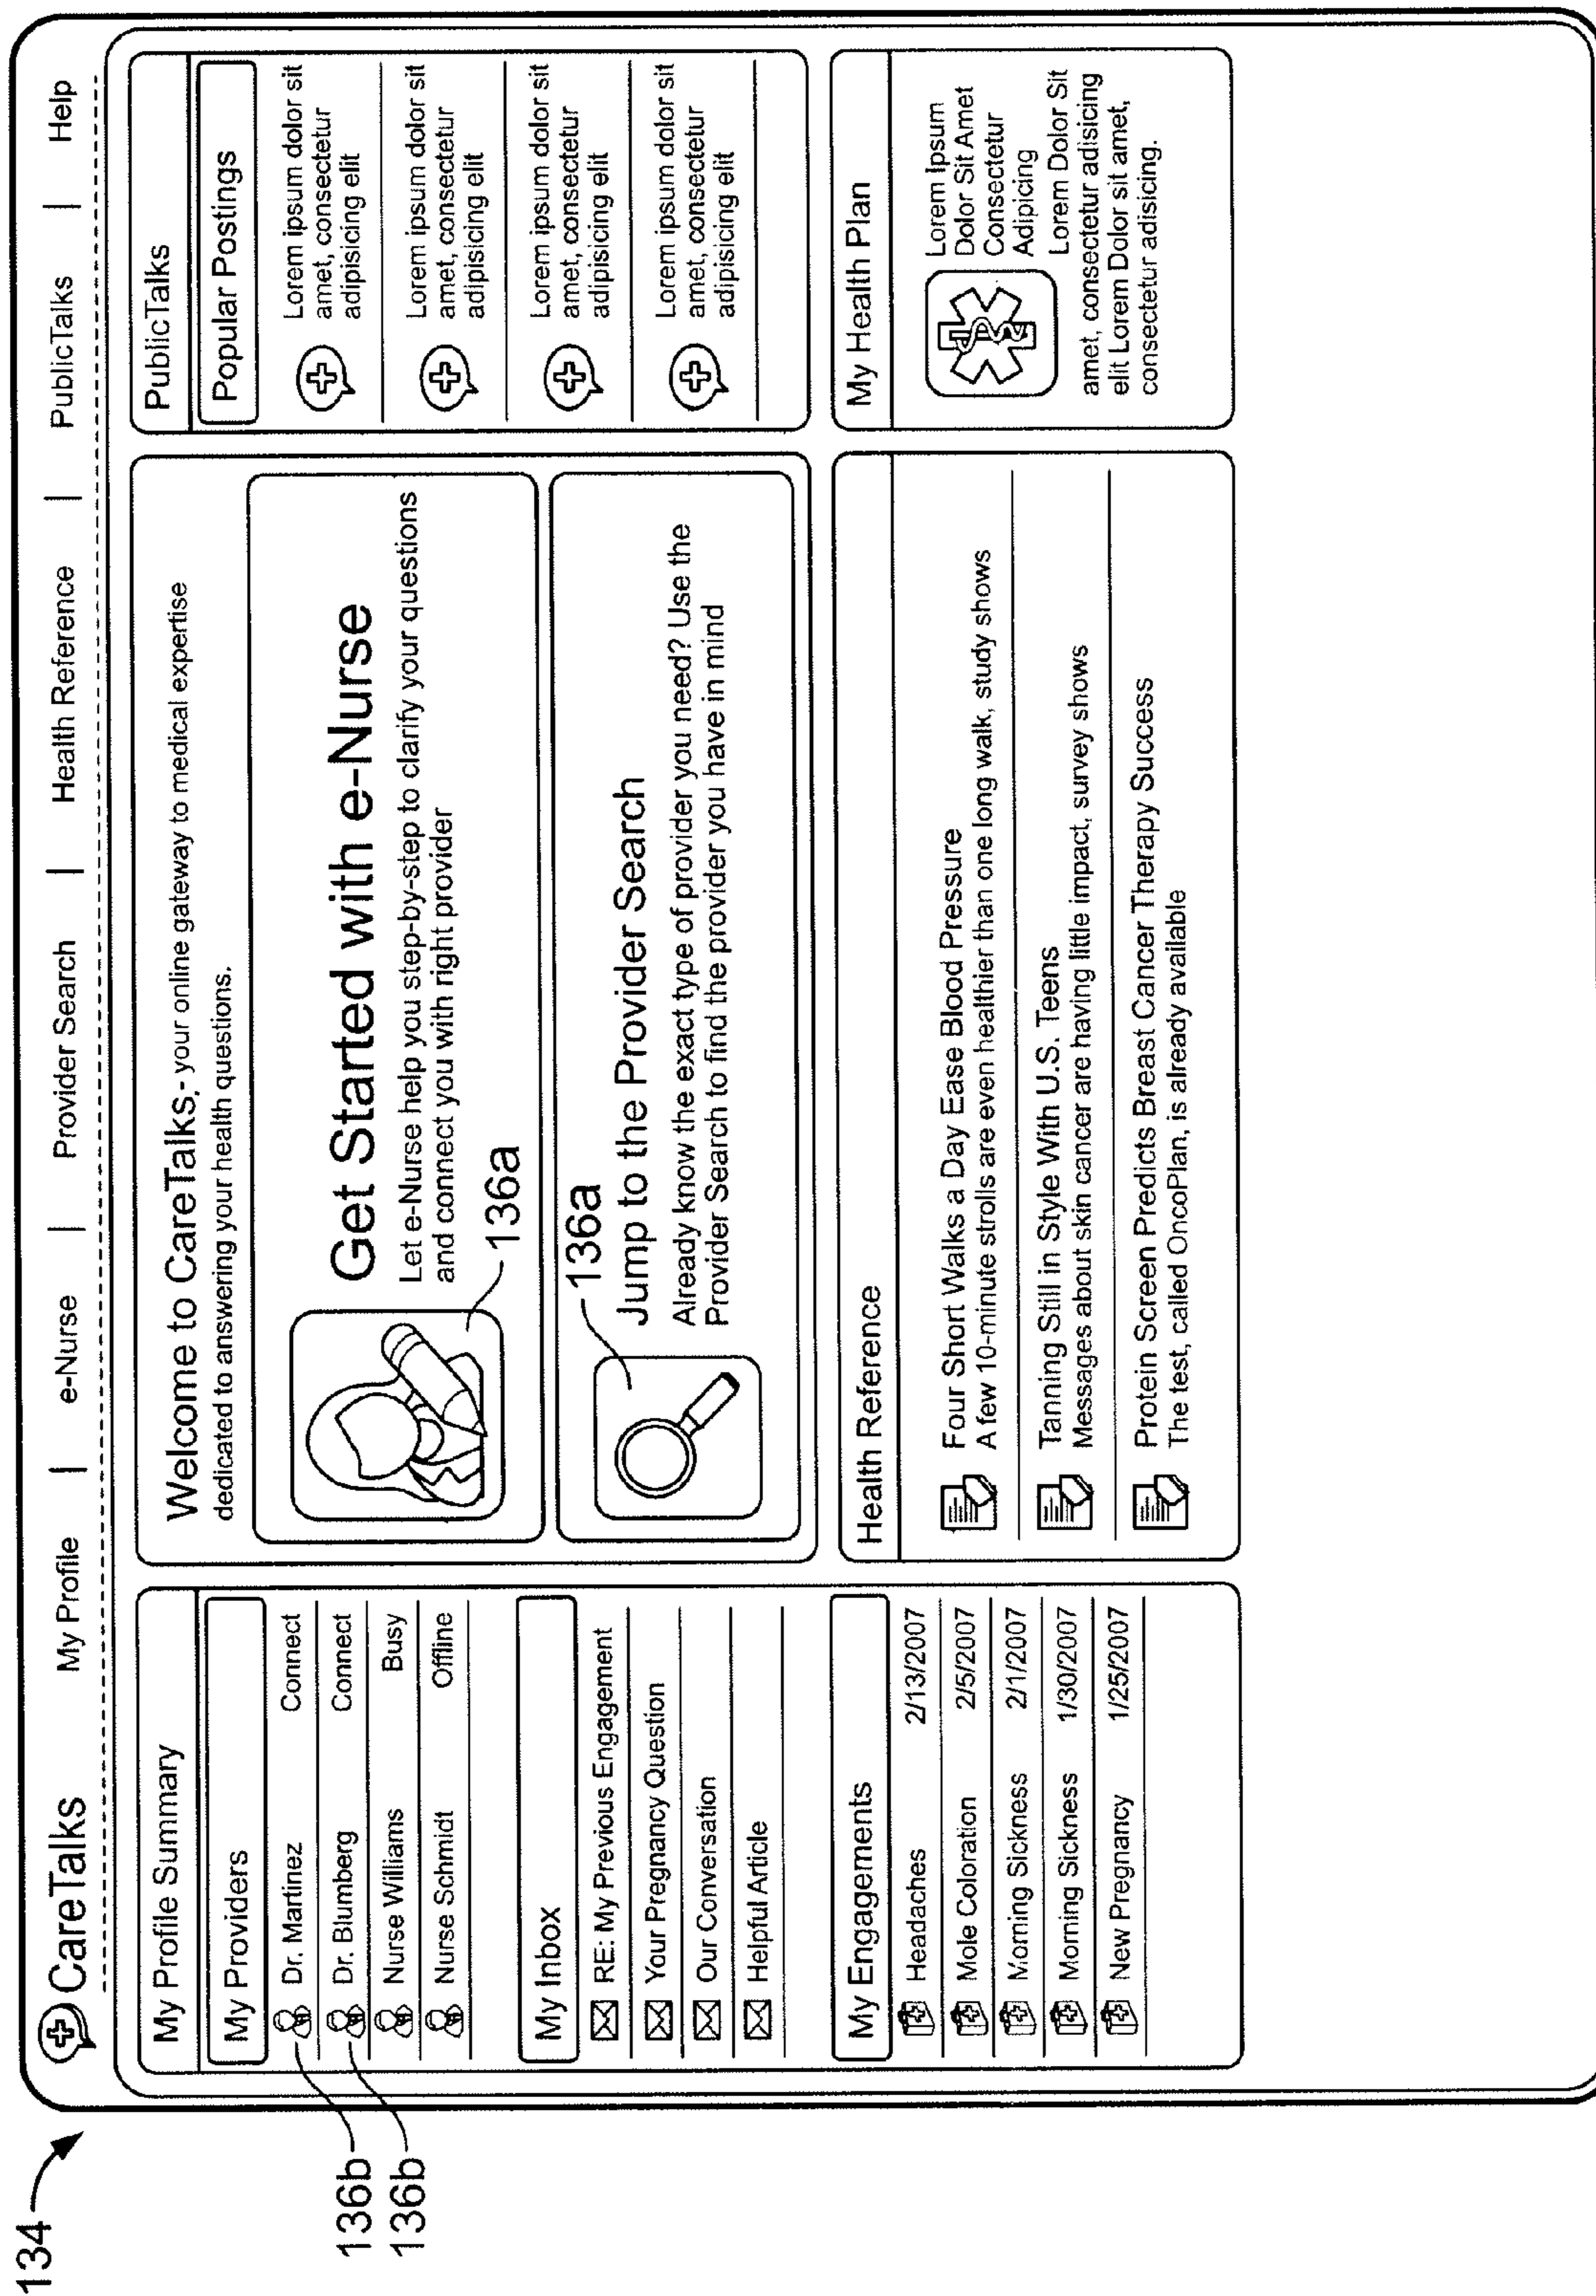 134
CareTalks
My Profile | e-Nurse | Provider Search | Health Reference | PublicTalks | Help
My Profile Summary
My Providers
Dr. Martinez Connect
Dr. Blumberg Connect
Nurse Williams Busy
Nurse Schmidt Offline
136b
136b
My Inbox
RE: My Previous Engagement
Your Pregnancy Question
Our Conversation
Helpful Article
My Engagements
Headaches 2/13/2007
Mole Coloration 2/5/2007
Morning Sickness 2/1/2007
Morning Sickness 1/30/2007
New Pregnancy 1/25/2007
Welcome to CareTalks,- your online gateway to medical expertise
dedicated to answering your health questions.
Get Started with e-Nurse
Let e-Nurse help you step-by-step to clarify your questions
and connect you with right provider
136a
136a
Jump to the Provider Search
Already know the exact type of provider you need? Use the
Provider Search to find the provider you have in mind
Health Reference
Four Short Walks a Day Ease Blood Pressure
A few 10-minute strolls are even healthier than one long walk, study shows
Tanning Still in Style With U.S. Teens
Messages about skin cancer are having little impact, survey shows
Protein Screen Predicts Breast Cancer Therapy Success
The test, called OncoPlan, is already available
PublicTalks
Popular Postings
Lorem ipsum dolor sit
amet, consectetur
adipisicing elit
Lorem ipsum dolor sit
amet, consectetur
adipisicing elit
Lorem ipsum dolor sit
amet, consectetur
adipisicing elit
Lorem ipsum dolor sit
amet, consectetur
adipisicing elit
My Health Plan
Lorem Ipsum
Dolor Sit Amet
Consectetur
Adipicing
Lorem Dolor Sit
amet, consectetur adisicing
elit Lorem Dolor sit amet,
consectetur adisicing.